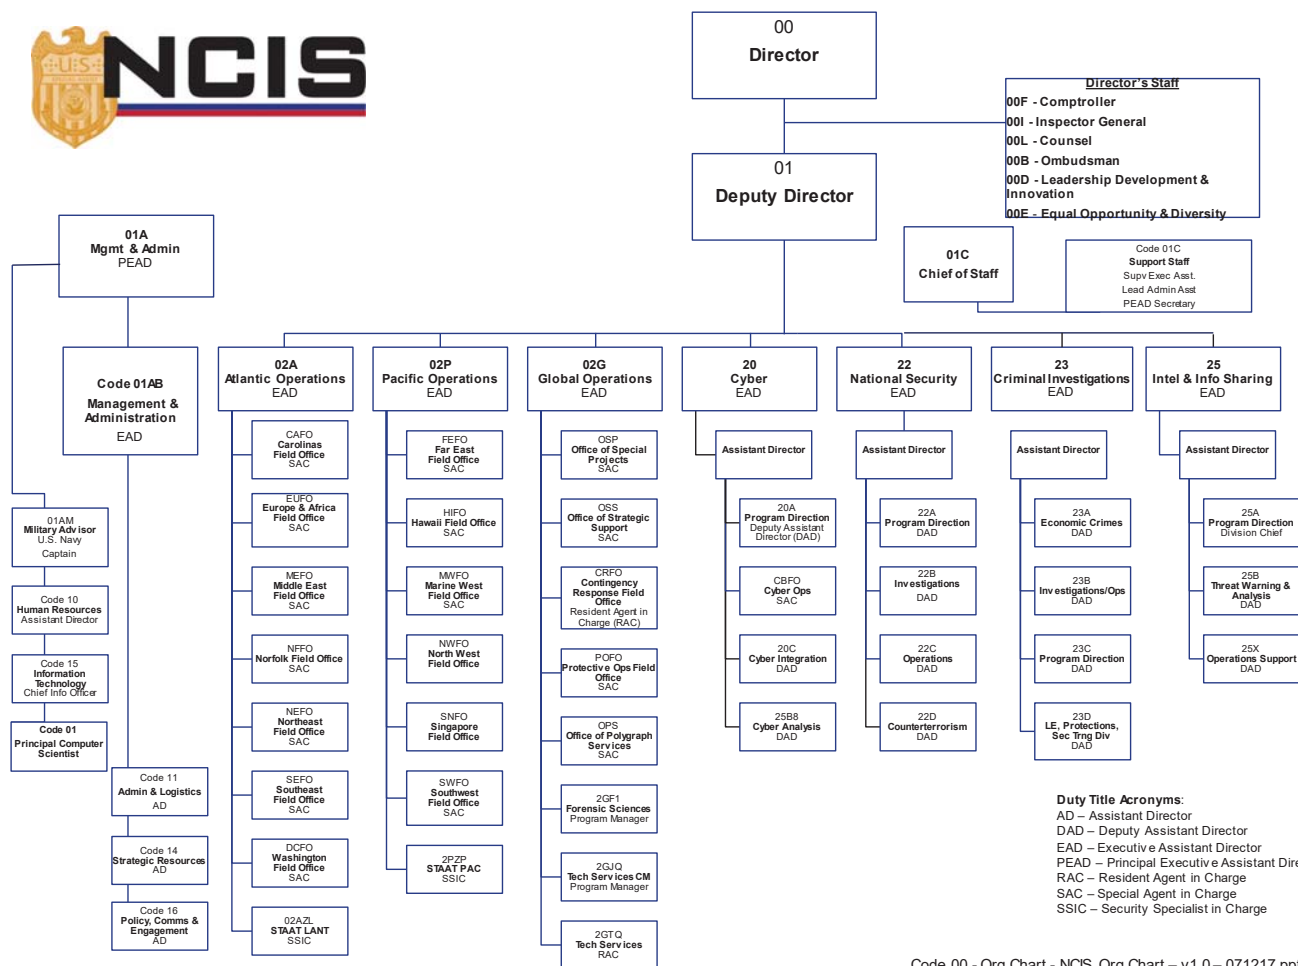 U.S.
SPECIAL AGENT
NCIS
00
Director
Director's Staff
00F - Comptroller
00I - Inspector General
00L - Counsel
00B - Ombudsman
00D - Leadership Development &
Innovation
00E - Equal Opportunity & Diversity
01
Deputy Director
01A
Mgmt & Admin
PEAD
01C
Chief of Staff
Code 01C
Support Staff
Supv Exec Asst.
Lead Admin Asst
PEAD Secretary
Code 01AB
Management &
Administration
EAD
02A
Atlantic Operations
EAD
02P
Pacific Operations
EAD
02G
Global Operations
EAD
20
Cyber
EAD
22
National Security
EAD
23
Criminal Investigations
EAD
25
Intel & Info Sharing
EAD
01AM
Military Advisor
U.S. Navy
Captain
Code 10
Human Resources
Assistant Director
Code 15
Information
Technology
Chief Info Officer
Code 01
Principal Computer
Scientist
Code 11
Admin & Logistics
AD
Code 14
Strategic Resources
AD
Code 16
Policy, Comms &
Engagement
AD
CAFO
Carolinas
Field Office
SAC
EUFO
Europe & Africa
Field Office
SAC
MEFO
Middle East
Field Office
SAC
NFFO
Norfolk Field Office
SAC
NEFO
Northeast
Field Office
SAC
SEFO
Southeast
Field Office
SAC
DCFO
Washington
Field Office
SAC
02AZL
STAAT LANT
SSIC
FEFO
Far East
Field Office
SAC
HIFO
Hawaii Field Office
SAC
MWFO
Marine West
Field Office
SAC
NWFO
North West
Field Office
SNFO
Singapore
Field Office
SWFO
Southwest
Field Office
SAC
2PZP
STAAT PAC
SSIC
OSP
Office of Special
Projects
SAC
OSS
Office of Strategic
Support
SAC
CRFO
Contingency
Response Field
Office
Resident Agent in
Charge (RAC)
POFO
Protective Ops Field
Office
SAC
OPS
Office of Polygraph
Services
SAC
2GF1
Forensic Sciences
Program Manager
2GJQ
Tech Services CM
Program Manager
2GTQ
Tech Services
RAC
Assistant Director
20A
Program Direction
Deputy Assistant
Director (DAD)
CBFO
Cyber Ops
SAC
20C
Cyber Integration
DAD
25B8
Cyber Analysis
DAD
Assistant Director
22A
Program Direction
DAD
22B
Investigations
DAD
22C
Operations
DAD
22D
Counterterrorism
DAD
Assistant Director
23A
Economic Crimes
DAD
23B
Investigations/Ops
DAD
23C
Program Direction
DAD
23D
LE, Protections,
Sec Trng Div
DAD
Assistant Director
25A
Program Direction
Division Chief
25B
Threat Warning &
Analysis
DAD
25X
Operations Support
DAD
Duty Title Acronyms:
AD – Assistant Director
DAD – Deputy Assistant Director
EAD – Executive Assistant Director
PEAD – Principal Executive Assistant Dire
RAC – Resident Agent in Charge
SAC – Special Agent in Charge
SSIC – Security Specialist in Charge
Code 00 - Org Chart - NCIS Org Chart – v1.0 – 071217.ppt